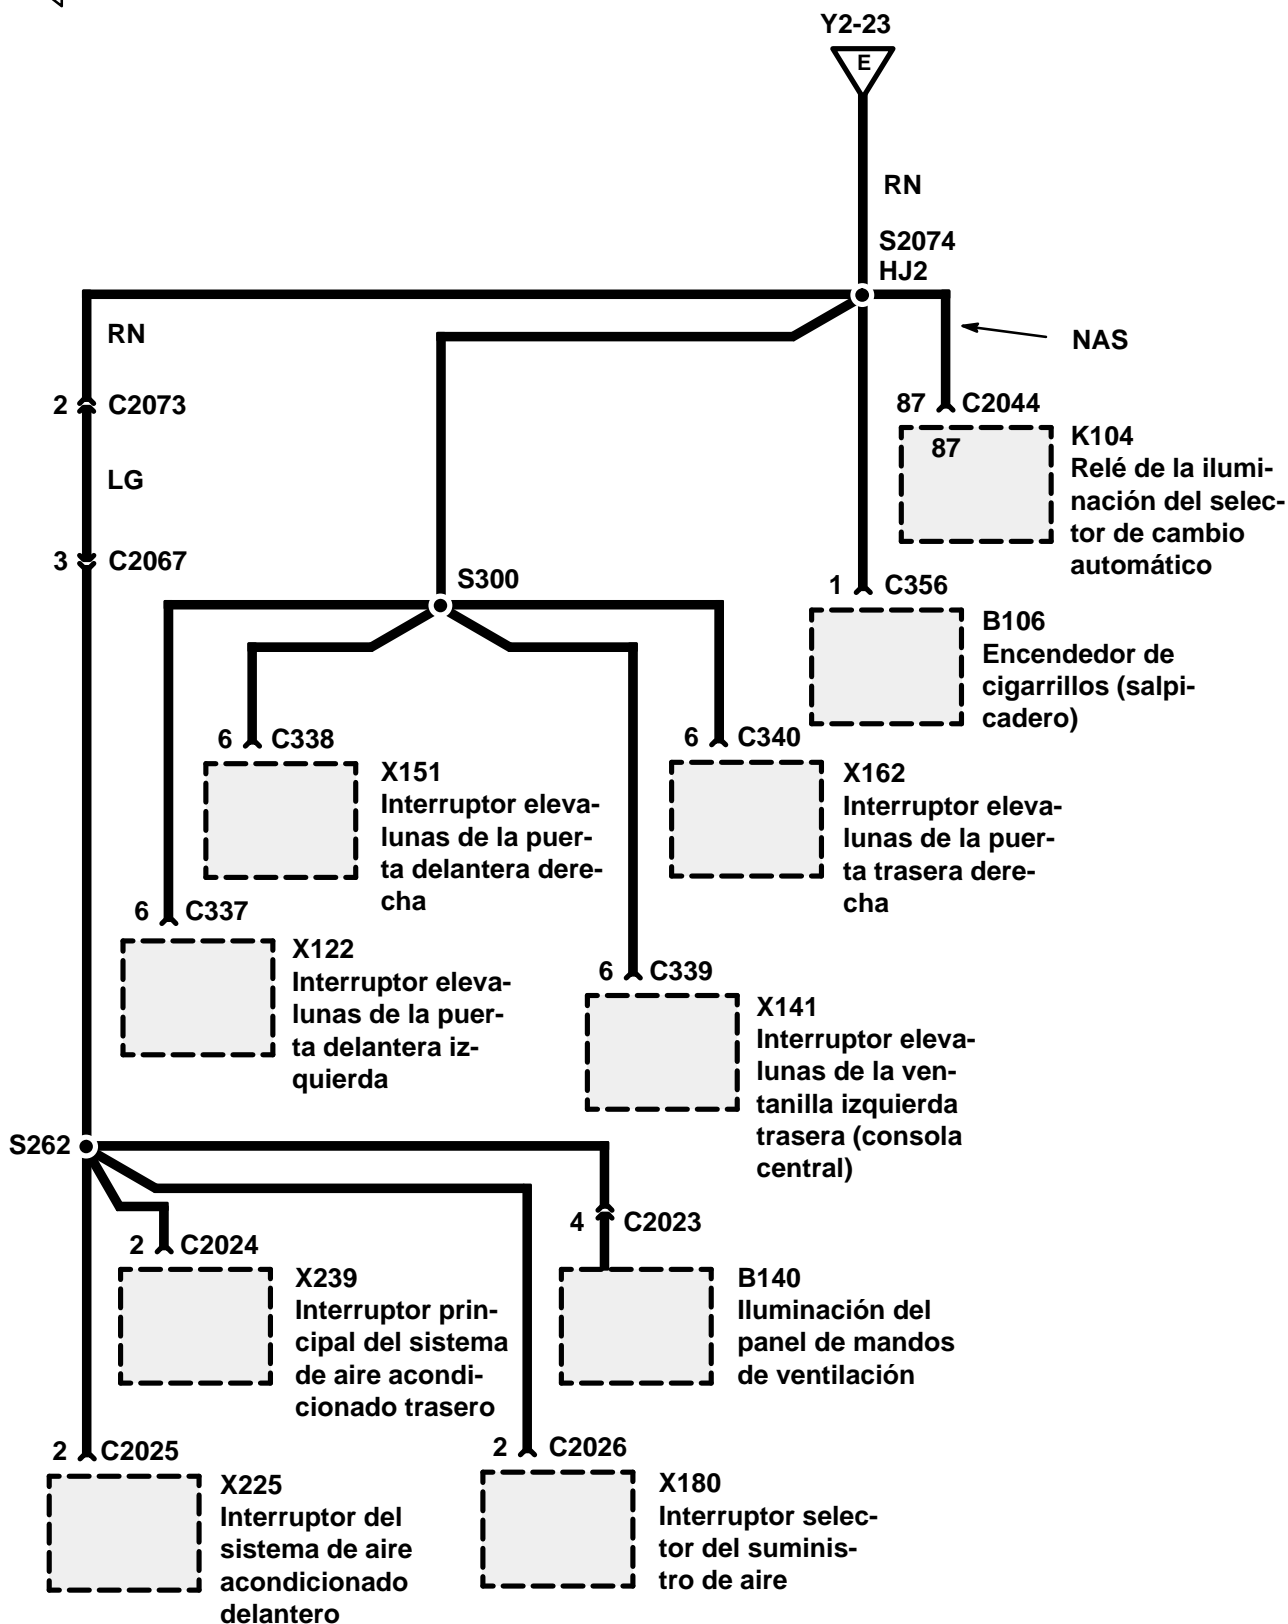 Y2-23
E
RN
S2074
HJ2
RN
NAS
2 C2073
87 C2044
87
K104
Relé de la ilumi-
nación del selec-
tor de cambio
automático
LG
3 C2067
S300
1 C356
B106
Encendedor de
cigarrillos (salpi-
cadero)
6 C338
X151
Interruptor eleva-
lunas de la puer-
ta delantera dere-
cha
6 C340
X162
Interruptor eleva-
lunas de la puer-
ta trasera dere-
cha
6 C337
X122
Interruptor eleva-
lunas de la puer-
ta delantera iz-
quierda
6 C339
X141
Interruptor eleva-
lunas de la ven-
tanilla izquierda
trasera (consola
central)
S262
2 C2024
X239
Interruptor prin-
cipal del sistema
de aire acondi-
cionado trasero
4 C2023
B140
Iluminación del
panel de mandos
de ventilación
2 C2025
X225
Interruptor del
sistema de aire
acondicionado
delantero
2 C2026
X180
Interruptor selec-
tor del suminis-
tro de aire